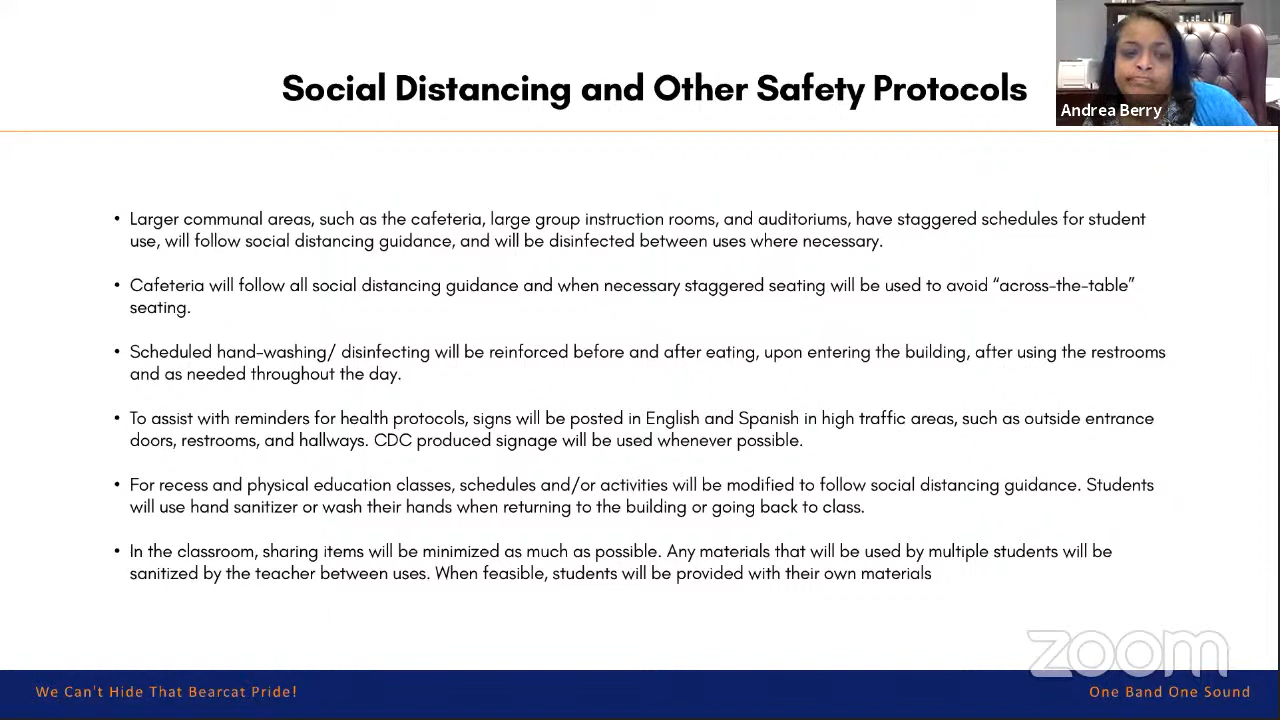 Social Distancing and Other Safety Protocols
Andrea Berry
• Larger communal areas, such as the cafeteria, large group instruction rooms, and auditoriums, have staggered schedules for student
use, will follow social distancing guidance, and will be disinfected between uses where necessary.
• Cafeteria will follow all social distancing guidance and when necessary staggered seating will be used to avoid “across-the-table”
seating.
• Scheduled hand-washing/ disinfecting will be reinforced before and after eating, upon entering the building, after using the restrooms
and as needed throughout the day.
• To assist with reminders for health protocols, signs will be posted in English and Spanish in high traffic areas, such as outside entrance
doors, restrooms, and hallways. CDC produced signage will be used whenever possible.
• For recess and physical education classes, schedules and/or activities will be modified to follow social distancing guidance. Students
will use hand sanitizer or wash their hands when returning to the building or going back to class.
• In the classroom, sharing items will be minimized as much as possible. Any materials that will be used by multiple students will be
sanitized by the teacher between uses. When feasible, students will be provided with their own materials
zoom
We Can't Hide That Bearcat Pride!
One Band One Sound